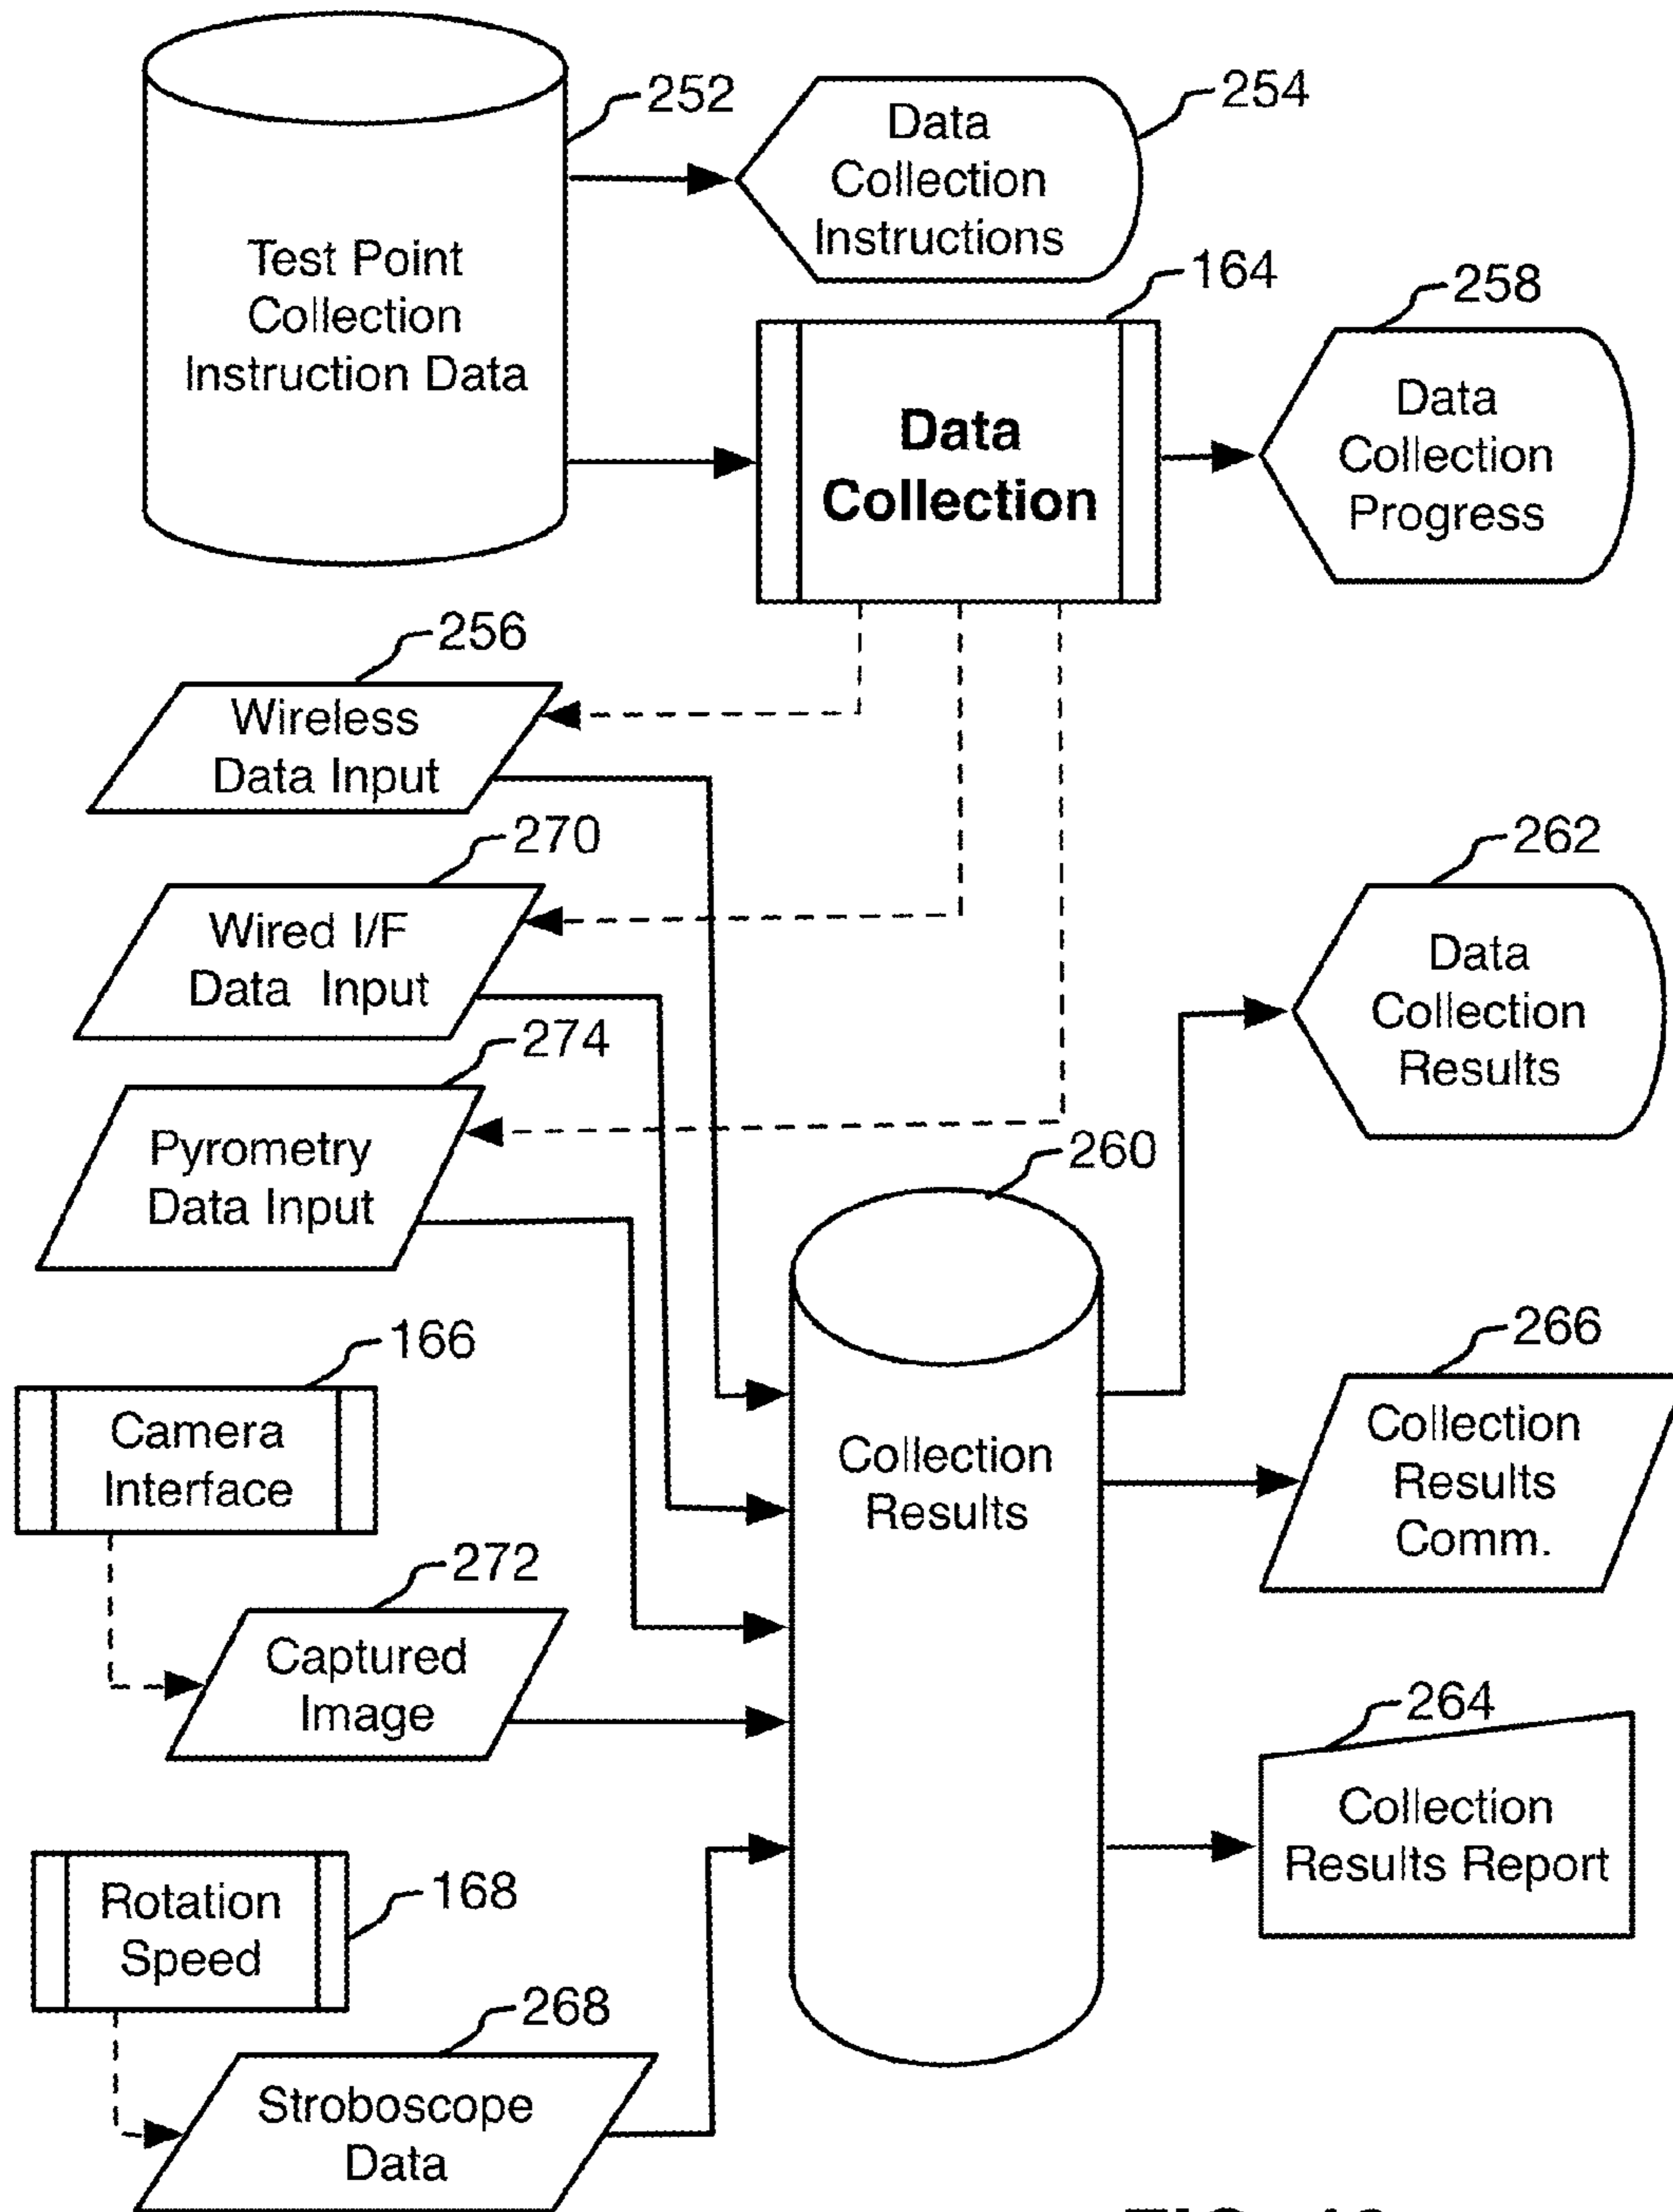 252
254
Data
Collection
Instructions
Test Point
Collection
Instruction Data
164
258
Data
Collection
Data
Collection
Progress
256
Wireless
Data Input
270
Wired I/F
Data Input
262
Data
Collection
Results
274
Pyrometry
Data Input
260
Collection
Results
166
Camera
Interface
266
Collection
Results
Comm.
272
Captured
Image
264
Collection
Results Report
168
Rotation
Speed
268
Stroboscope
Data